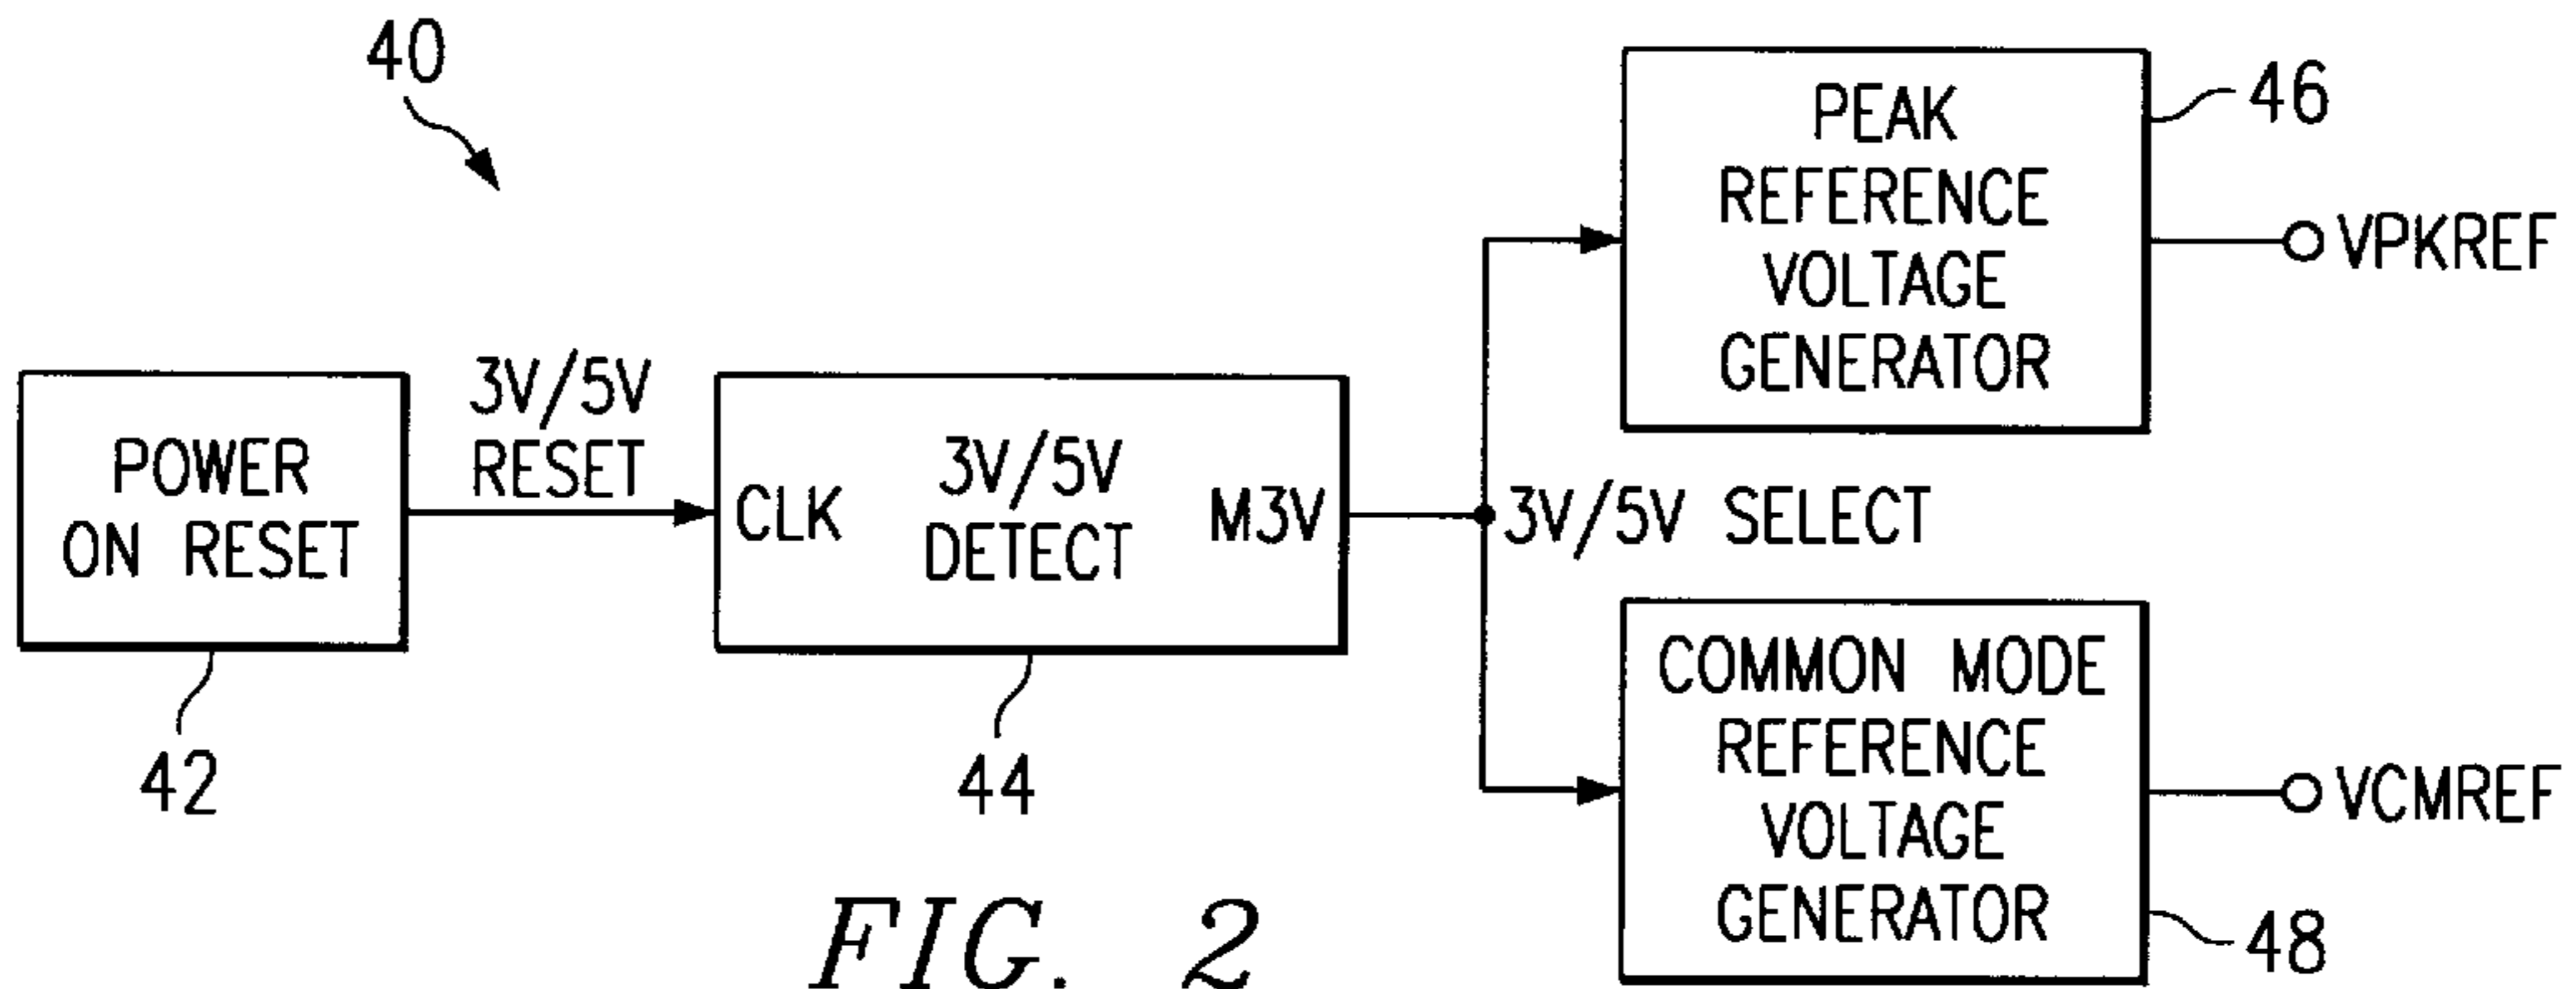 40
POWER
ON RESET
42
3V/5V
RESET
CLK
3V/5V
DETECT
M3V
44
3V/5V SELECT
PEAK
REFERENCE
VOLTAGE
GENERATOR
46
VPKREF
COMMON MODE
REFERENCE
VOLTAGE
GENERATOR
48
VCMREF
FIG. 2